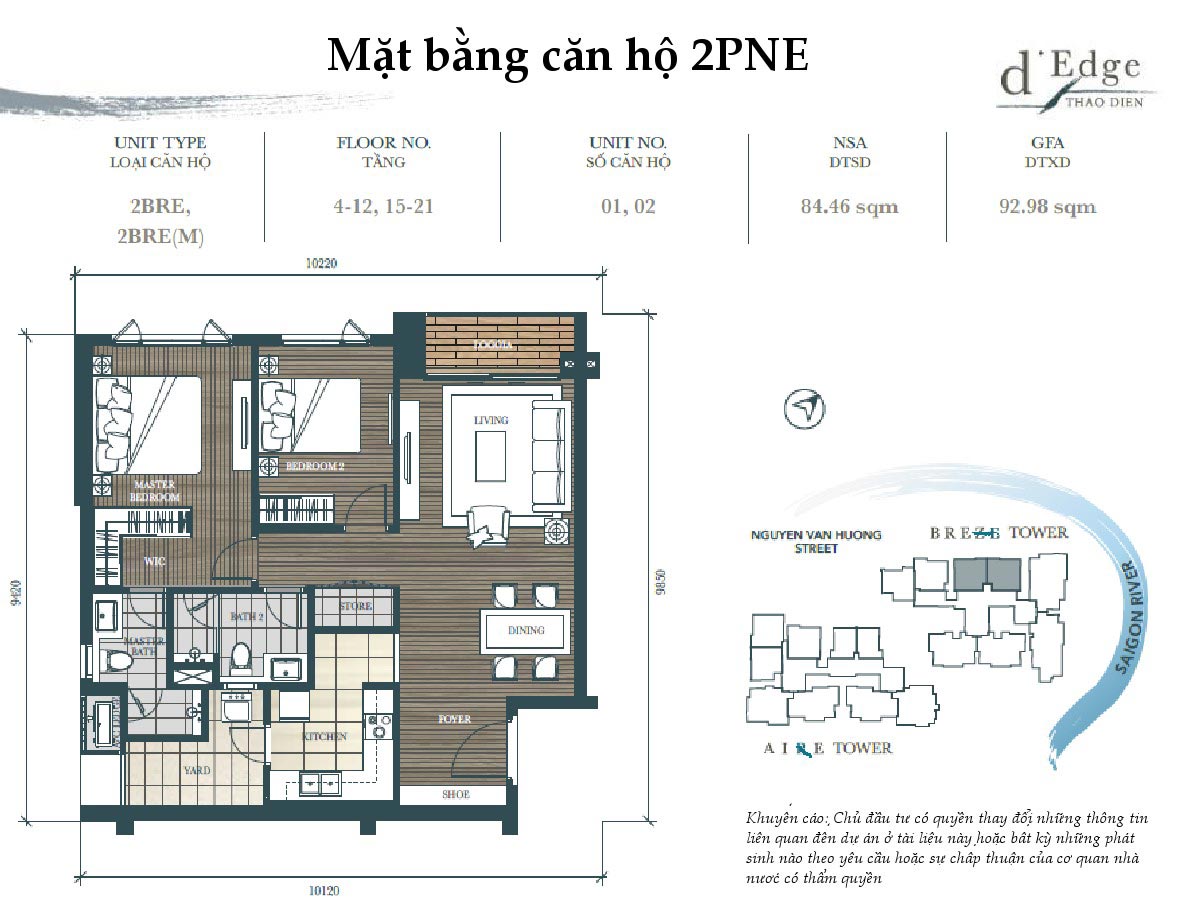 Mặt bằng căn hộ 2PNE
d'Edge
THAO DIEN
UNIT TYPE
LOẠI CĂN HỘ
2BRE,
2BRE(M)
FLOOR NO.
TẦNG
4-12, 15-21
UNIT NO.
SỐ CĂN HỘ
01, 02
NSA
DTSD
84.46 sqm
GFA
DTXD
92.98 sqm
10220
LOGGIA
LIVING
BEDROOM 2
MASTER
BEDROOM
WIC
STORE
BATH 2
MASTER
BATH
DINING
FOYER
KITCHEN
YARD
SHOE
9420
9850
10120
NGUYEN VAN HUONG
STREET
BREZE TOWER
SAIGON RIVER
AIRE TOWER
Khuyến cáo: Chủ đầu tư có quyền thay đổi những thông tin
liên quan đến dự án ở tài liệu này hoặc bất kỳ những phát
sinh nào theo yêu cầu hoặc sự chấp thuận của cơ quan nhà
nước có thẩm quyền